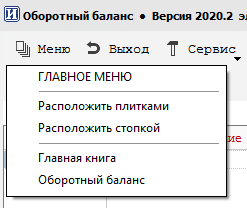 Оборотный баланс • Версия 2020.2
Меню Выход Сервис
ГЛАВНОЕ МЕНЮ
Расположить плитками
Расположить стопкой
Главная книга
Оборотный баланс